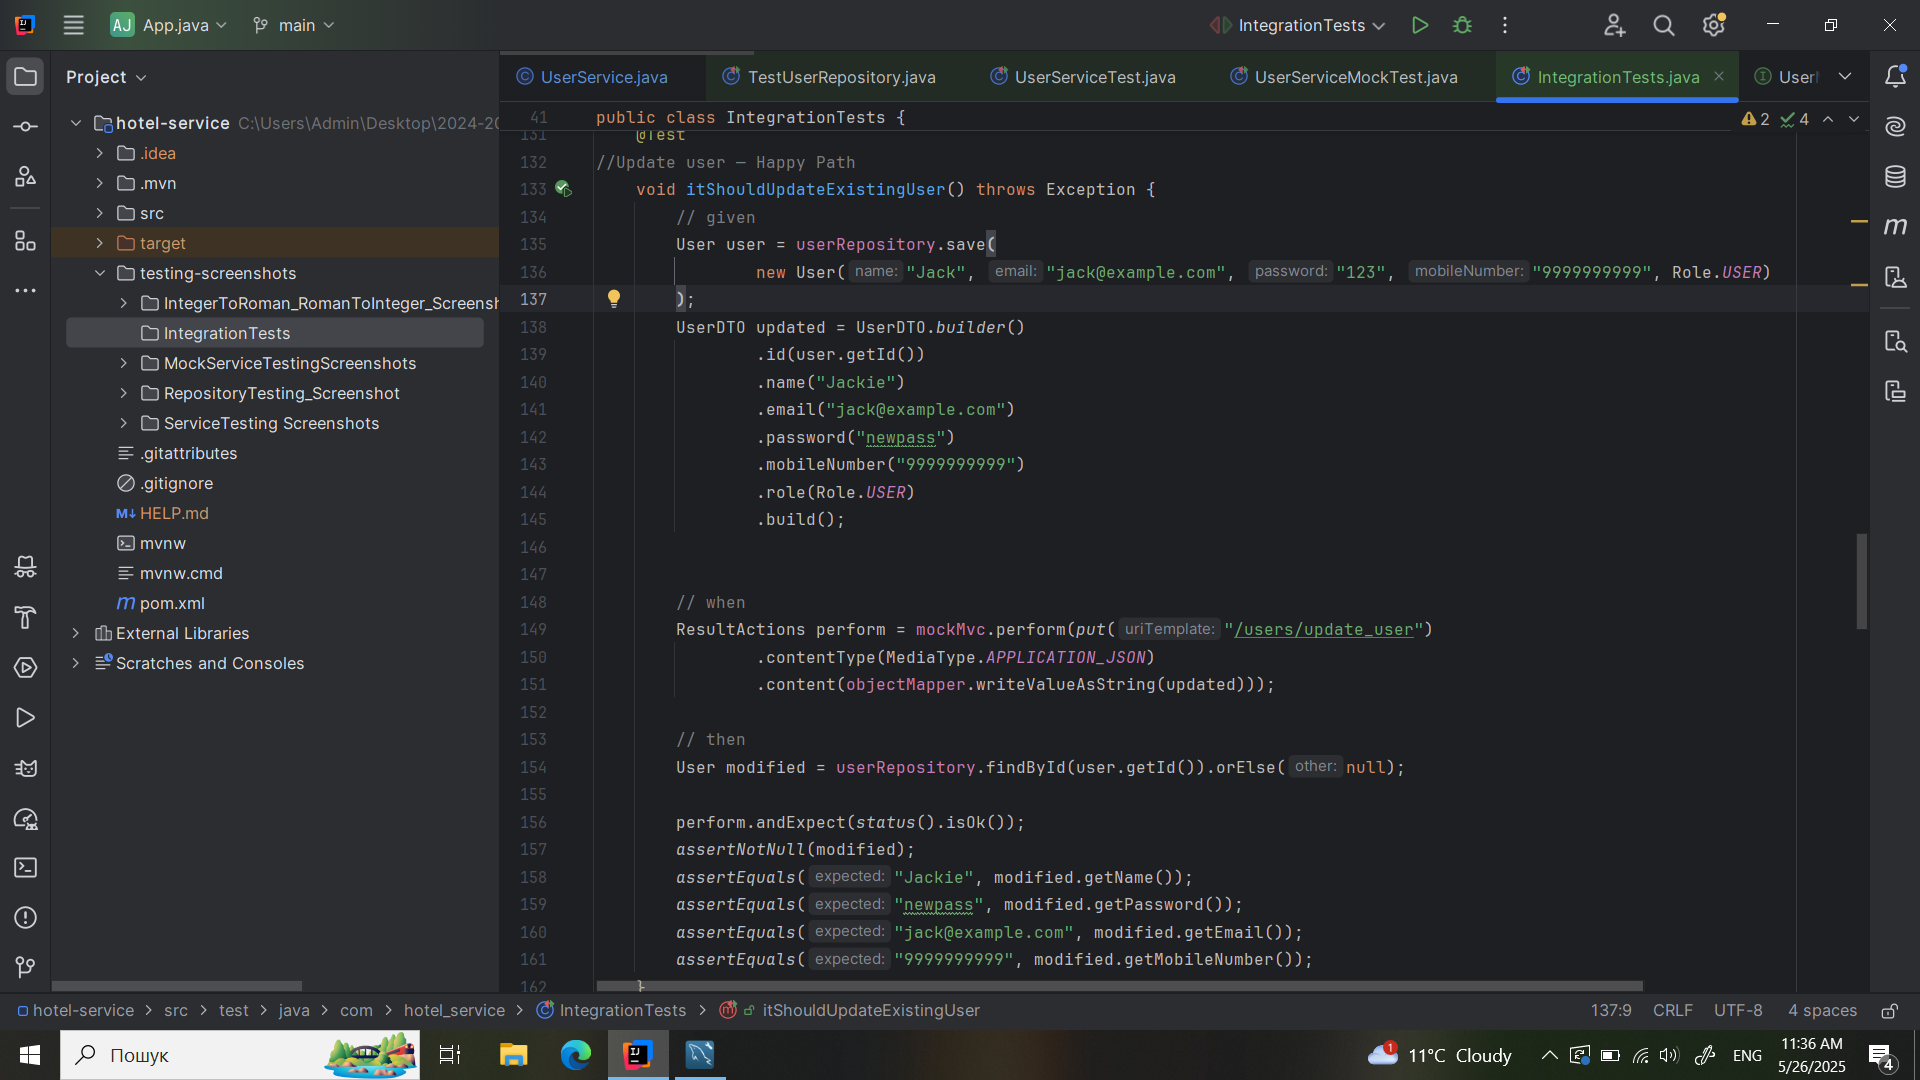 AJ App.java main IntegrationTests
Project
UserService.java TestUserRepository.java UserServiceTest.java UserServiceMockTest.java IntegrationTests.java User
hotel-service C:\Users\Admin\Desktop\2024-20
.idea
.mvn
src
target
testing-screenshots
IntegerToRoman_RomanToInteger_Screensh
IntegrationTests
MockServiceTestingScreenshots
RepositoryTesting_Screenshot
ServiceTesting Screenshots
.gitattributes
.gitignore
M↓ HELP.md
mvnw
mvnw.cmd
m pom.xml
External Libraries
Scratches and Consoles
41 public class IntegrationTests {
2 4
131 @Test
132 //Update user — Happy Path
133 void itShouldUpdateExistingUser() throws Exception {
134 // given
135 User user = userRepository.save(
136 new User( name: "Jack", email: "jack@example.com", password: "123", mobileNumber: "9999999999", Role.USER)
137 );
138 UserDTO updated = UserDTO.builder()
139 .id(user.getId())
140 .name("Jackie")
141 .email("jack@example.com")
142 .password("newpass")
143 .mobileNumber("9999999999")
144 .role(Role.USER)
145 .build();
146
147
148 // when
149 ResultActions perform = mockMvc.perform(put( uriTemplate: "/users/update_user")
150 .contentType(MediaType.APPLICATION_JSON)
151 .content(objectMapper.writeValueAsString(updated)));
152
153 // then
154 User modified = userRepository.findById(user.getId()).orElse( other: null);
155
156 perform.andExpect(status().isOk());
157 assertNotNull(modified);
158 assertEquals( expected: "Jackie", modified.getName());
159 assertEquals( expected: "newpass", modified.getPassword());
160 assertEquals( expected: "jack@example.com", modified.getEmail());
161 assertEquals( expected: "9999999999", modified.getMobileNumber());
162 }
m
hotel-service > src > test > java > com > hotel_service > IntegrationTests > itShouldUpdateExistingUser
137:9 CRLF UTF-8 4 spaces
Пошук
1 11°C Cloudy ENG 11:36 AM
5/26/2025
4